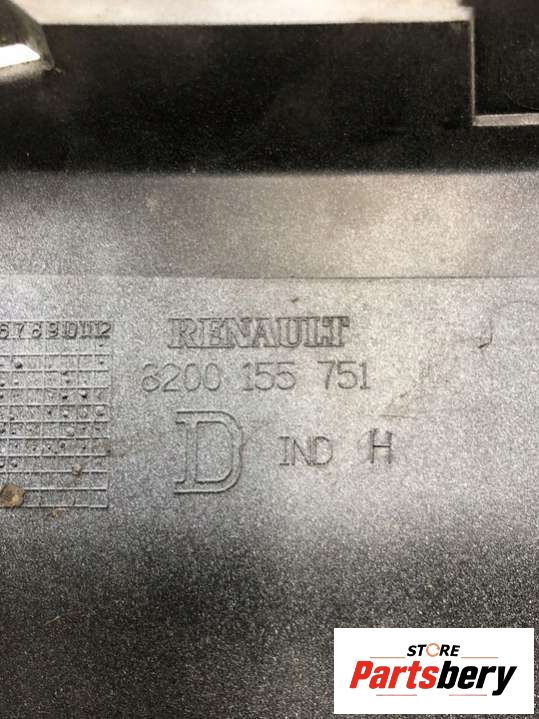 6789101112
RENAULT
8200 155 751
D IND H
STORE
Partsbery